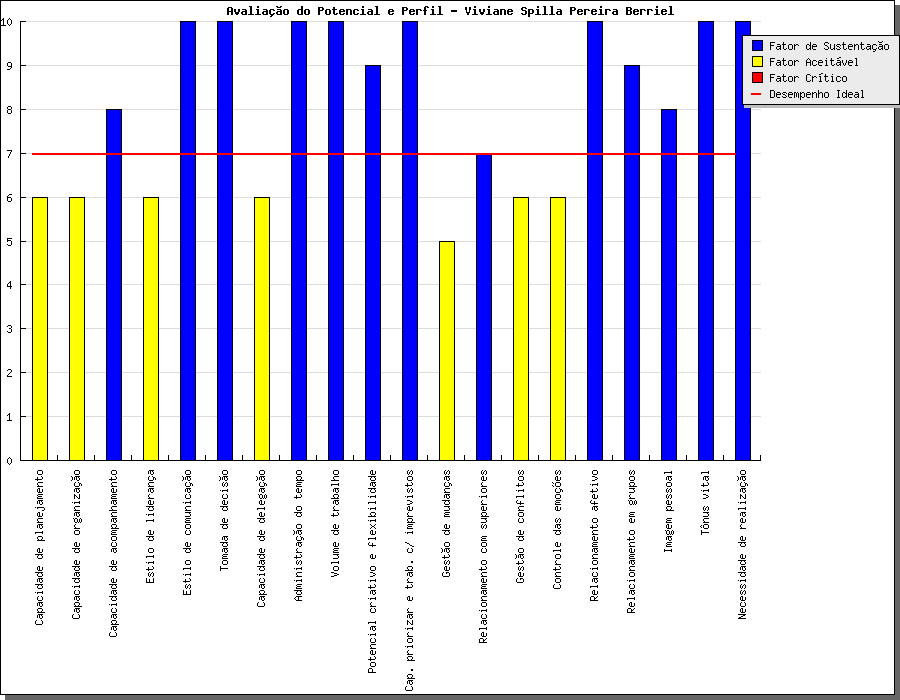 Avaliação do Potencial e Perfil - Viviane Spilla Pereira Berriel
Fator de Sustentação
Fator Aceitável
Fator Crítico
Desempenho Ideal
10
9
8
7
6
5
4
3
2
1
0
Capacidade de planejamento
Capacidade de organização
Capacidade de acompanhamento
Estilo de liderança
Estilo de comunicação
Tomada de decisão
Capacidade de delegação
Administração do tempo
Volume de trabalho
Potencial criativo e flexibilidade
Cap. priorizar e trab. c/ imprevistos
Gestão de mudanças
Relacionamento com superiores
Gestão de conflitos
Controle das emoções
Relacionamento afetivo
Relacionamento em grupos
Imagem pessoal
Tônus vital
Necessidade de realização